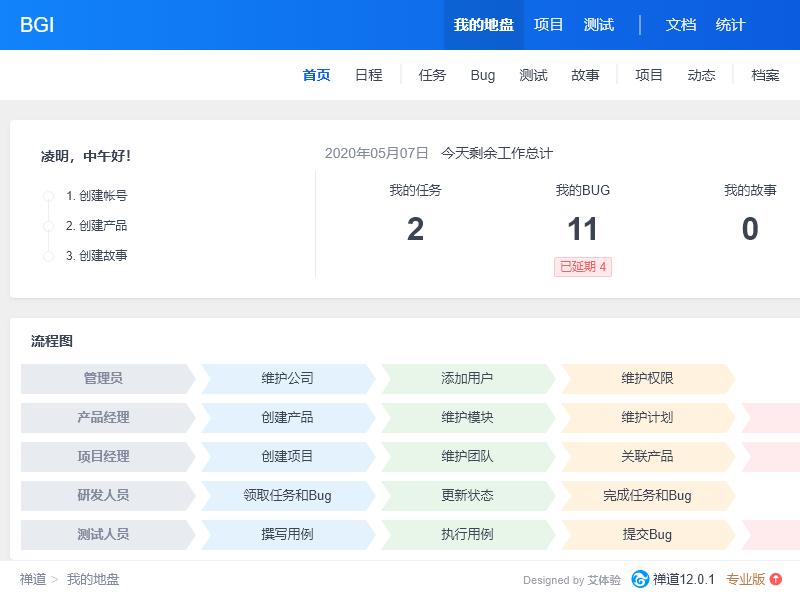 BGI 我的地盘 项目 测试 文档 统计
首页 日程 任务 Bug 测试 故事 项目 动态 档案
凌明，中午好！
1. 创建帐号
2. 创建产品
3. 创建故事
2020年05月07日 今天剩余工作总计
我的任务 我的BUG 我的故事
2 11 0
已延期 4
流程图
管理员 维护公司 添加用户 维护权限
产品经理 创建产品 维护模块 维护计划
项目经理 创建项目 维护团队 关联产品
研发人员 领取任务和Bug 更新状态 完成任务和Bug
测试人员 撰写用例 执行用例 提交Bug
禅道 > 我的地盘 Designed by 艾体验 禅道12.0.1 专业版